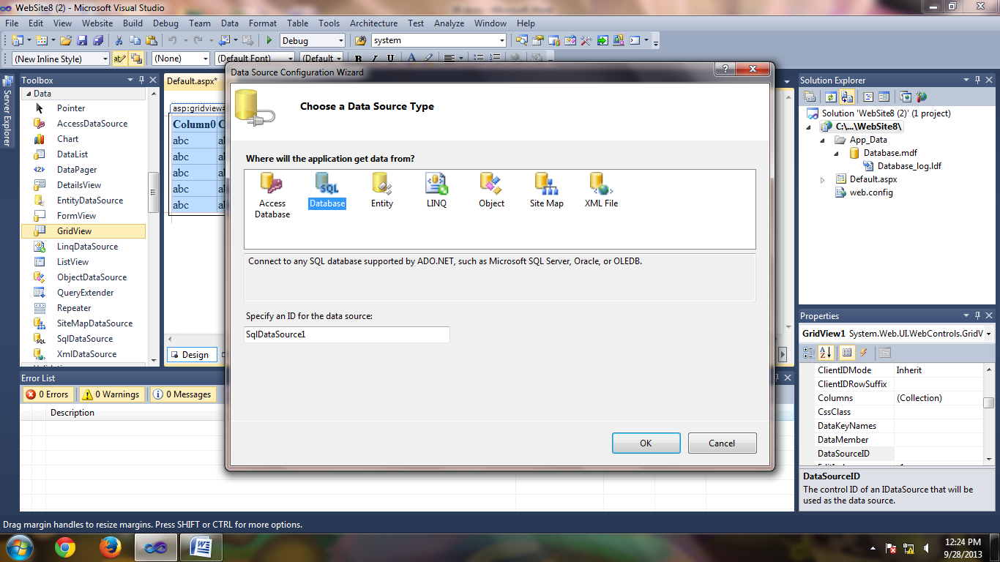 WebSite8 (2) - Microsoft Visual Studio
File Edit View Website Build Debug Team Data Format Table Tools Architecture Test Analyze Window Help
Debug system
(New Inline Style) (None) (Default Font) (Default B I U A
Server Explorer
Toolbox
Data
Pointer
AccessDataSource
Chart
DataList
DataPager
DetailsView
EntityDataSource
FormView
GridView
LinqDataSource
ListView
ObjectDataSource
QueryExtender
Repeater
SiteMapDataSource
SqlDataSource
XmlDataSource
Default.aspx*
asp:gridview#
Column0 C
abc al
abc al
abc al
abc al
abc al
Design
Data Source Configuration Wizard
Choose a Data Source Type
Where will the application get data from?
Access Database
Database
Entity
LINQ
Object
Site Map
XML File
Connect to any SQL database supported by ADO.NET, such as Microsoft SQL Server, Oracle, or OLEDB.
Specify an ID for the data source:
SqlDataSource1
OK Cancel
Solution Explorer
Solution 'WebSite8 (2)' (1 project)
C:\...\WebSite8\
App_Data
Database.mdf
Database_log.ldf
Default.aspx
web.config
Properties
GridView1 System.Web.UI.WebControls.GridV
ClientIDMode Inherit
ClientIDRowSuffix
Columns (Collection)
CssClass
DataKeyNames
DataMember
DataSourceID
DataSourceID
The control ID of an IDataSource that will be
used as the data source.
Error List
0 Errors 0 Warnings 0 Messages
Description
Drag margin handles to resize margins. Press SHIFT or CTRL for more options.
12:24 PM
9/28/2013